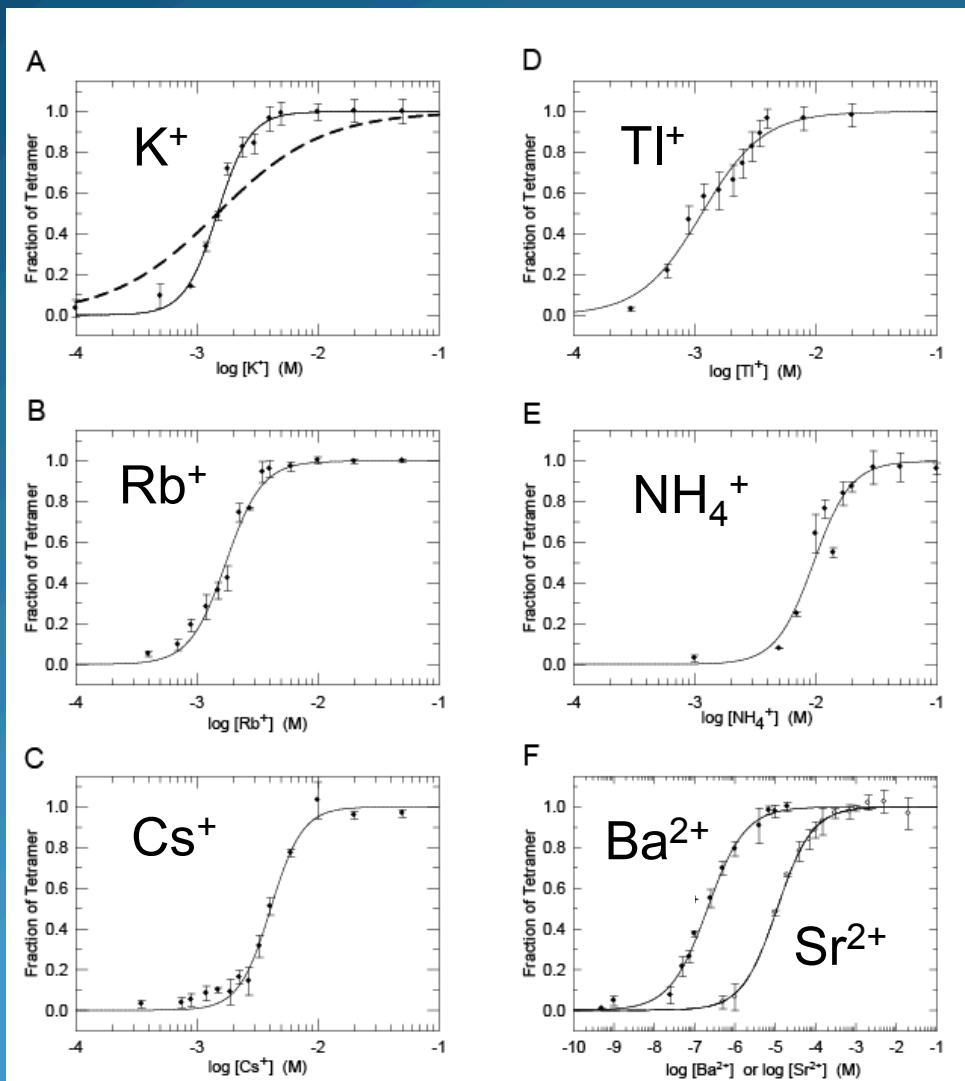 A
K⁺
Fraction of Tetramer
1.0
0.8
0.6
0.4
0.2
0.0
-4 -3 -2 -1
log [K⁺] (M)
D
Tl⁺
Fraction of Tetramer
1.0
0.8
0.6
0.4
0.2
0.0
-4 -3 -2 -1
log [Tl⁺] (M)
B
Rb⁺
Fraction of Tetramer
1.0
0.8
0.6
0.4
0.2
0.0
-4 -3 -2 -1
log [Rb⁺] (M)
E
NH₄⁺
Fraction of Tetramer
1.0
0.8
0.6
0.4
0.2
0.0
-4 -3 -2 -1
log [NH₄⁺] (M)
C
Cs⁺
Fraction of Tetramer
1.0
0.8
0.6
0.4
0.2
0.0
-4 -3 -2 -1
log [Cs⁺] (M)
F
Ba²⁺
Sr²⁺
Fraction of Tetramer
1.0
0.8
0.6
0.4
0.2
0.0
-10 -9 -8 -7 -6 -5 -4 -3 -2 -1
log [Ba²⁺] or log [Sr²⁺] (M)